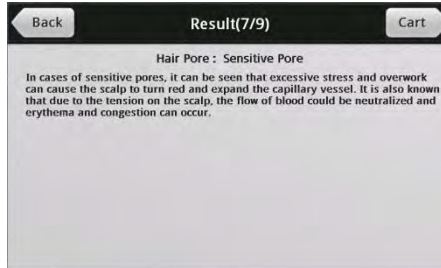 Back Result(7/9) Cart
Hair Pore : Sensitive Pore
In cases of sensitive pores, it can be seen that excessive stress and overwork
can cause the scalp to turn red and expand the capillary vessel. It is also known
that due to the tension on the scalp, the flow of blood could be neutralized and
erythema and congestion can occur.